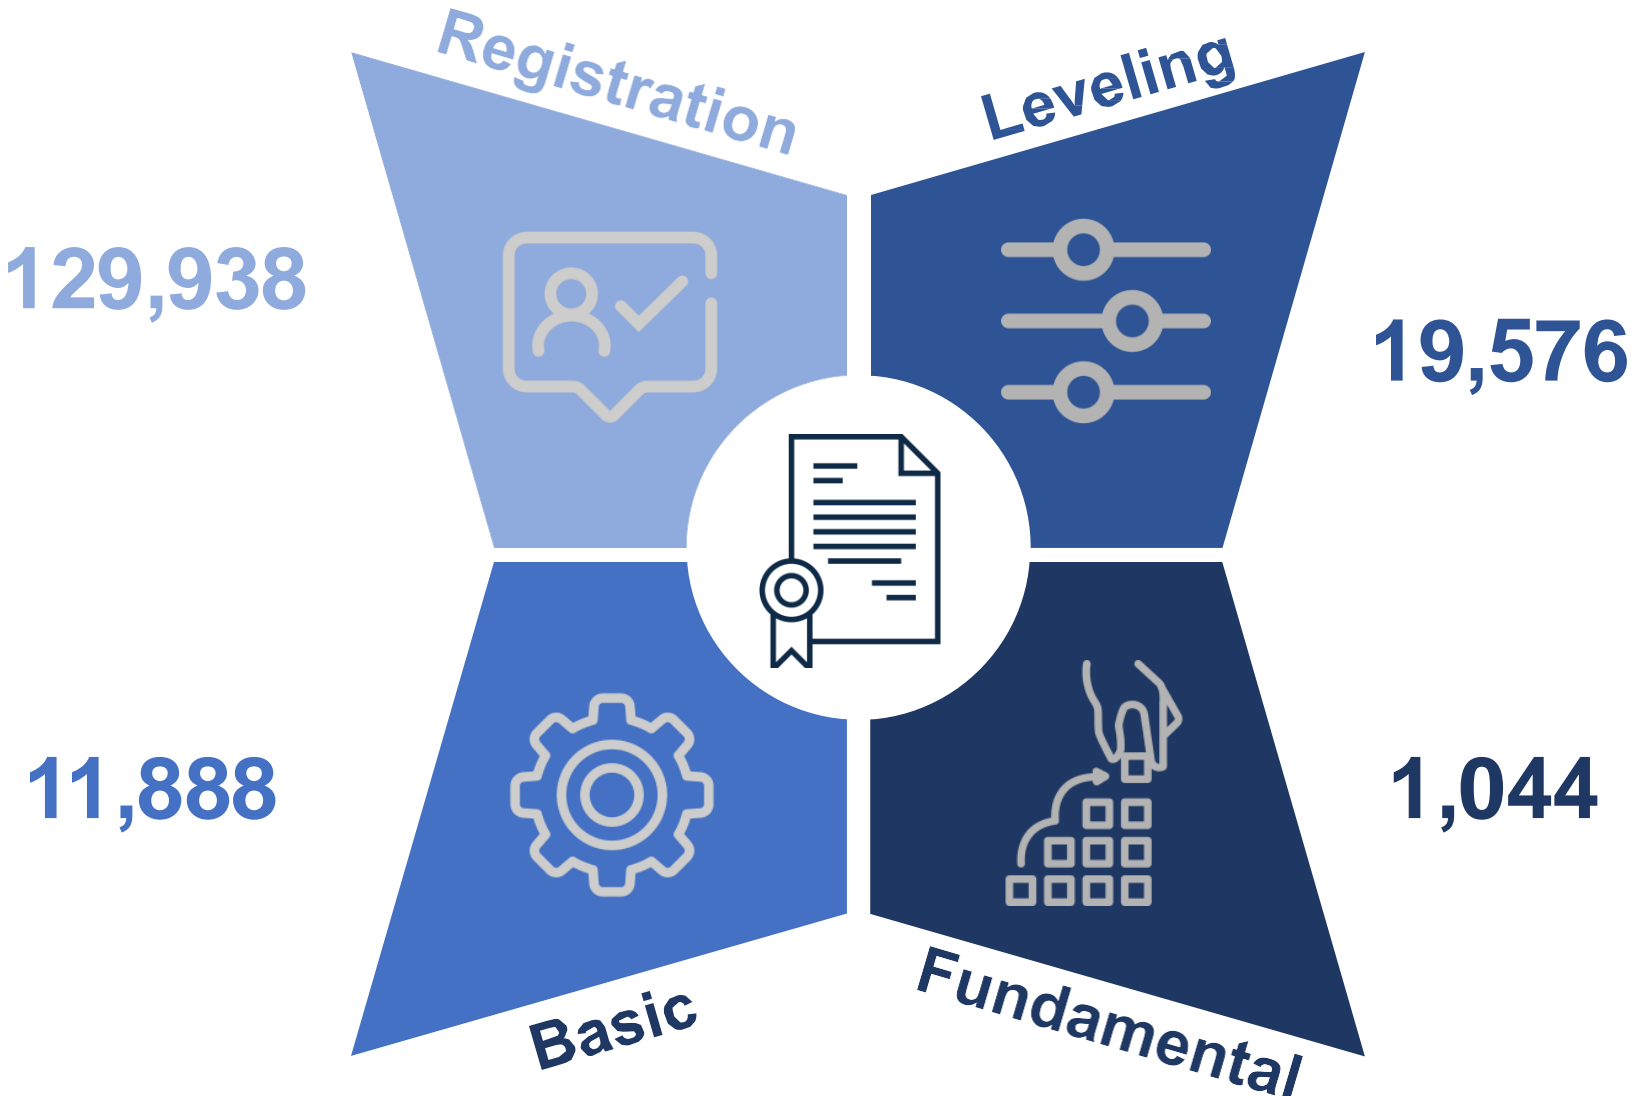 Registration
Leveling
129,938
19,576
11,888
1,044
Basic
Fundamental